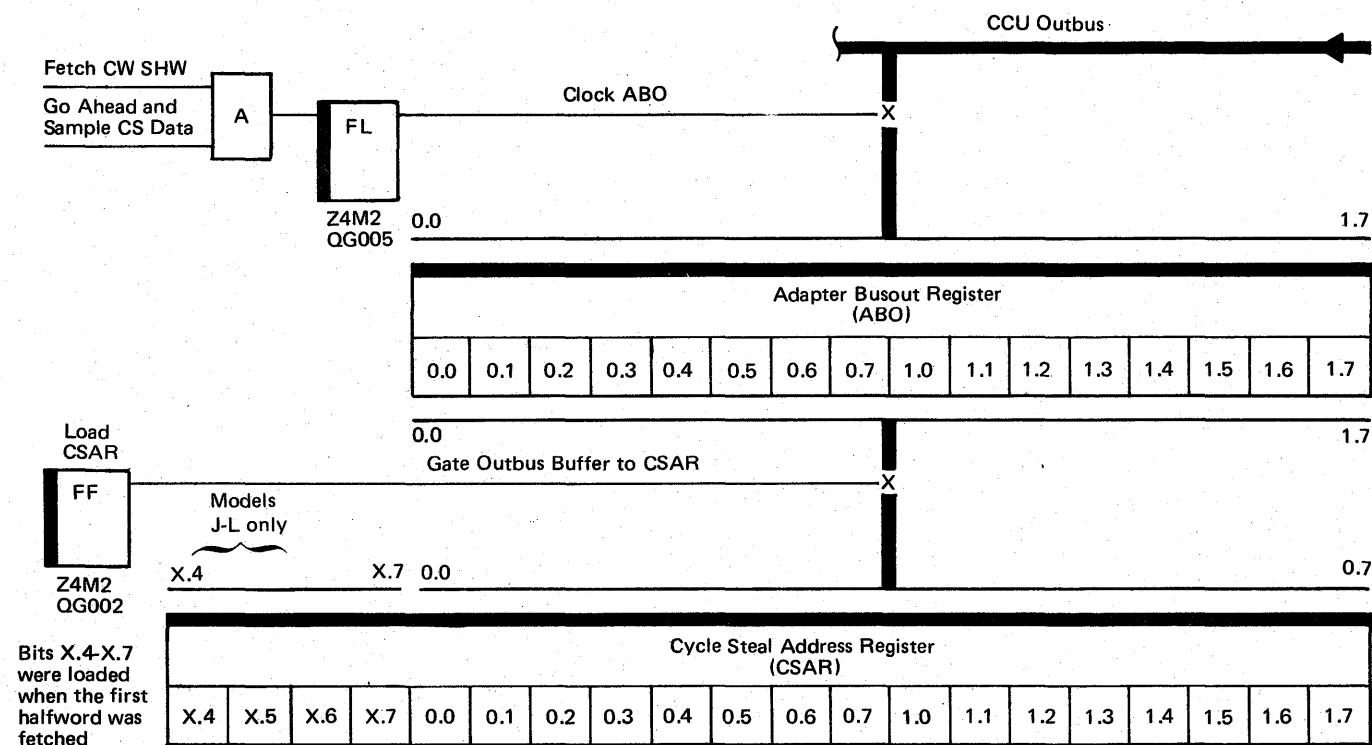 CCU Outbus
Fetch CW SHW
Go Ahead and
Sample CS Data
A
FL
Clock ABO
X
Z4M2
QG005
0.0
1.7
Adapter Busout Register
(ABO)
0.0 0.1 0.2 0.3 0.4 0.5 0.6 0.7 1.0 1.1 1.2 1.3 1.4 1.5 1.6 1.7
0.0
1.7
Load
CSAR
FF
Gate Outbus Buffer to CSAR
X
Models
J-L only
Z4M2
QG002
X.4
X.7
0.0
0.7
Bits X.4-X.7
were loaded
when the first
halfword was
fetched
Cycle Steal Address Register
(CSAR)
X.4 X.5 X.6 X.7 0.0 0.1 0.2 0.3 0.4 0.5 0.6 0.7 1.0 1.1 1.2 1.3 1.4 1.5 1.6 1.7